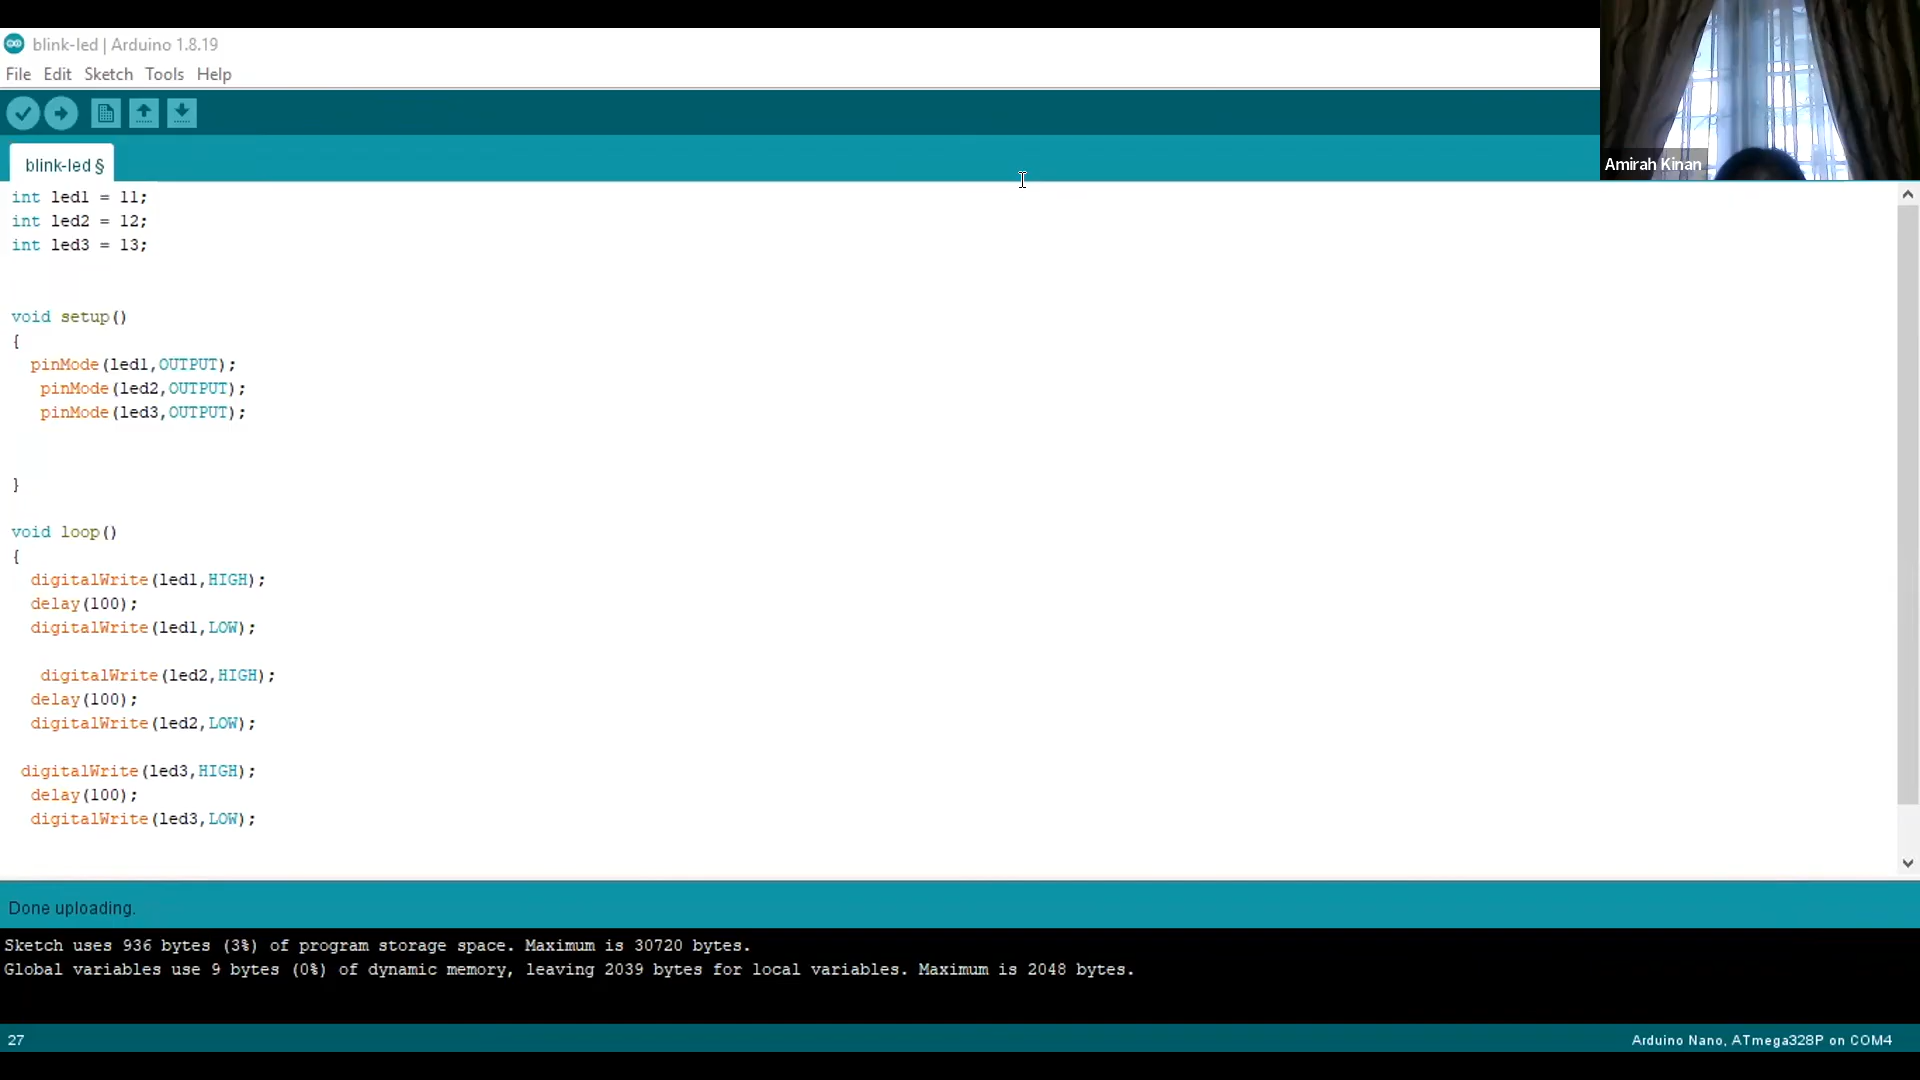 blink-led | Arduino 1.8.19
File Edit Sketch Tools Help
Amirah Kinan
blink-led §
int led1 = 11;
int led2 = 12;
int led3 = 13;
void setup()
{
pinMode(led1,OUTPUT);
pinMode(led2,OUTPUT);
pinMode(led3,OUTPUT);
}
void loop()
{
digitalWrite(led1,HIGH);
delay(100);
digitalWrite(led1,LOW);
digitalWrite(led2,HIGH);
delay(100);
digitalWrite(led2,LOW);
digitalWrite(led3,HIGH);
delay(100);
digitalWrite(led3,LOW);
Done uploading.
Sketch uses 936 bytes (3%) of program storage space. Maximum is 30720 bytes.
Global variables use 9 bytes (0%) of dynamic memory, leaving 2039 bytes for local variables. Maximum is 2048 bytes.
27
Arduino Nano, ATmega328P on COM4